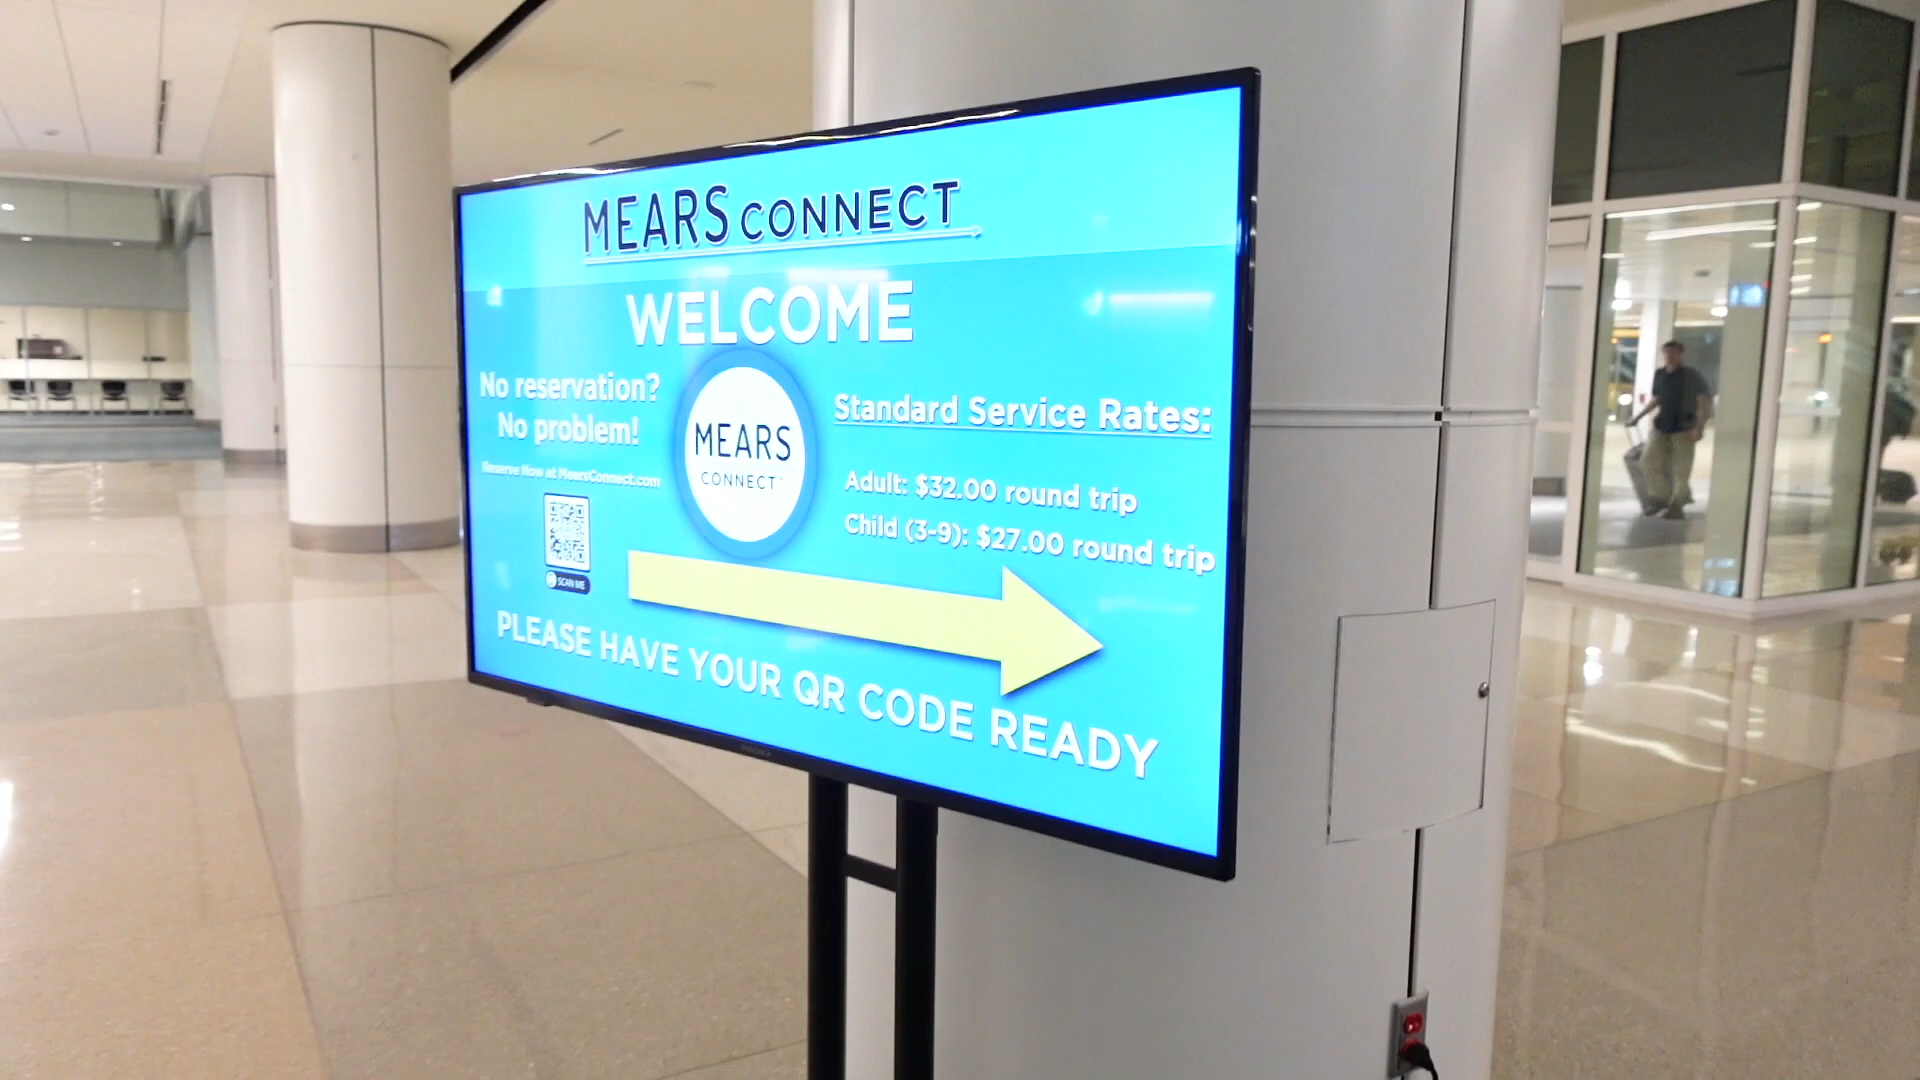 MEARS CONNECT
WELCOME
No reservation?
No problem!
Reserve Now at MearsConnect.com
SCAN ME
MEARS
CONNECT
Standard Service Rates:
Adult: $32.00 round trip
Child (3-9): $27.00 round trip
PLEASE HAVE YOUR QR CODE READY